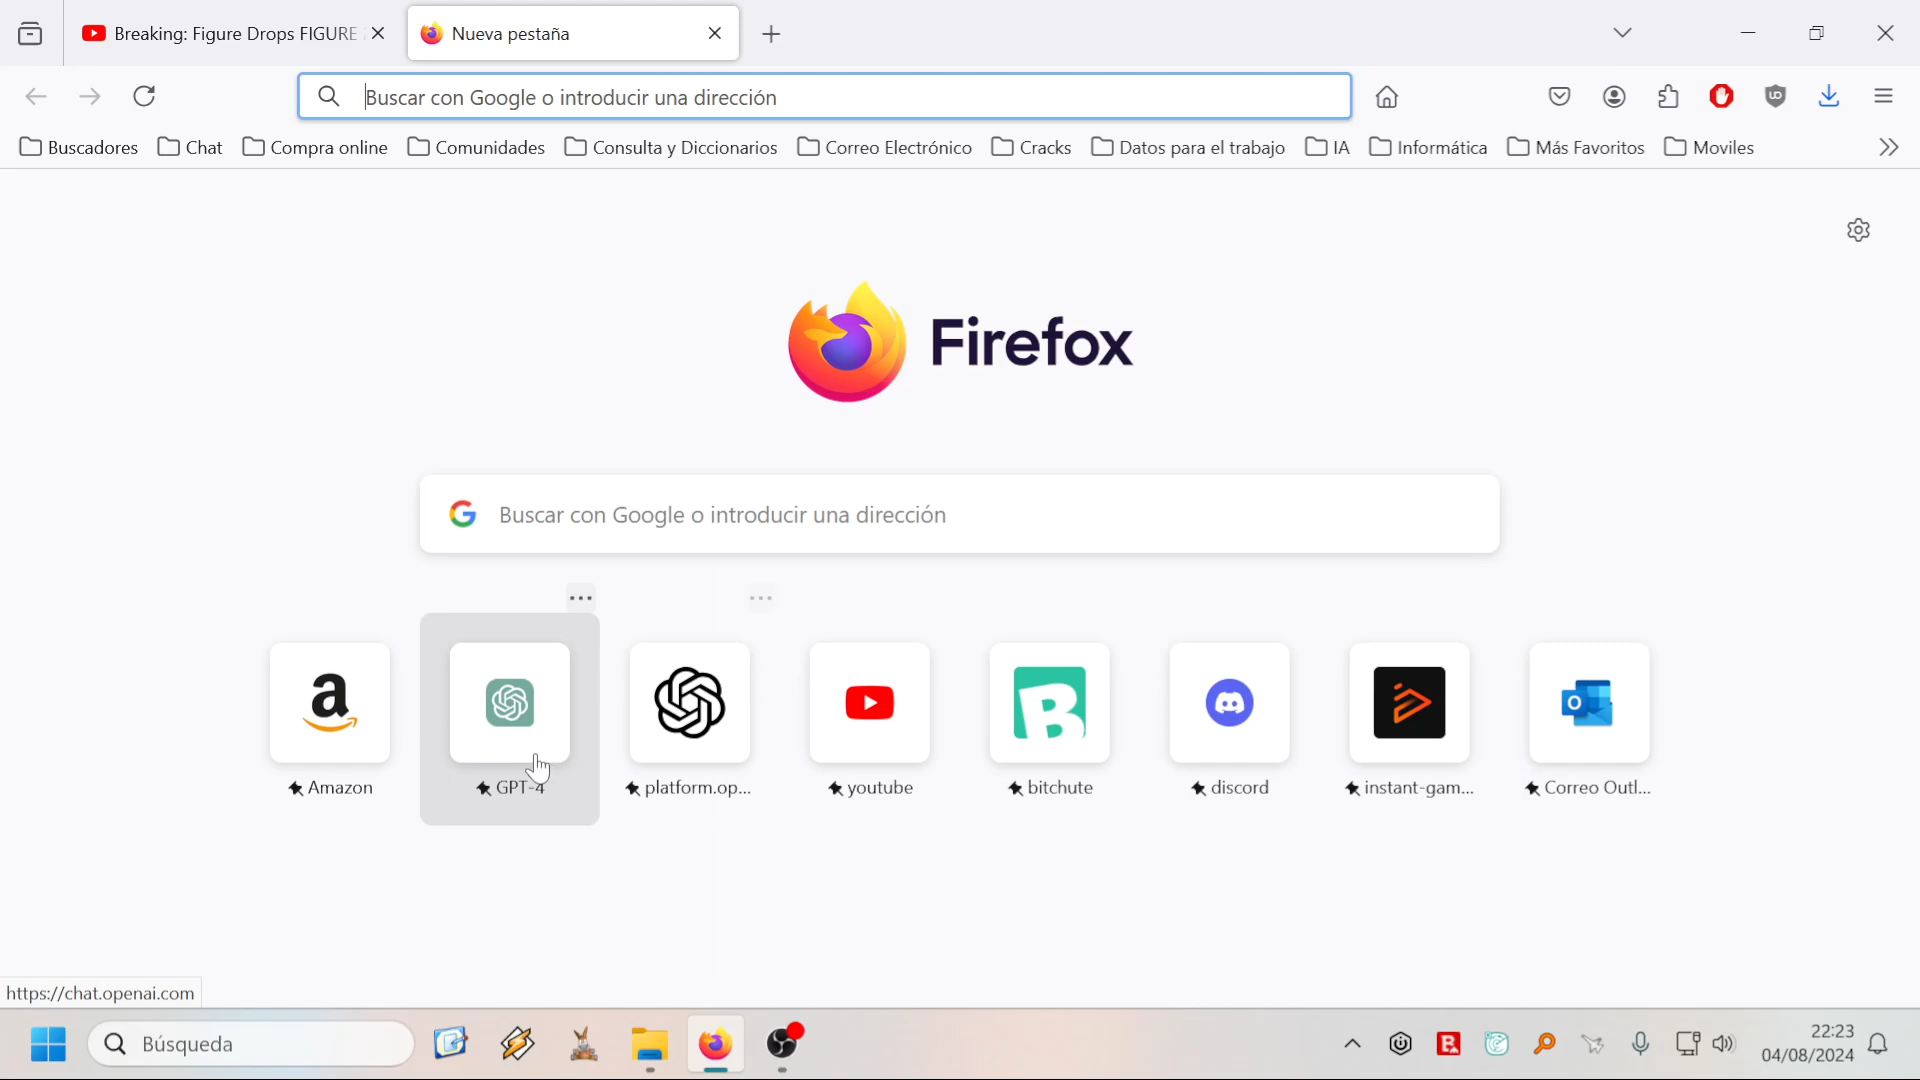 Breaking: Figure Drops FIGURE
Nueva pestaña
Buscar con Google o introducir una dirección
Buscadores Chat Compra online Comunidades Consulta y Diccionarios Correo Electrónico Cracks Datos para el trabajo IA Informática Más Favoritos Moviles
Firefox
Buscar con Google o introducir una dirección
Amazon GPT-4 platform.op... youtube bitchute discord instant-gam... Correo Outl...
https://chat.openai.com
Búsqueda
22:23
04/08/2024